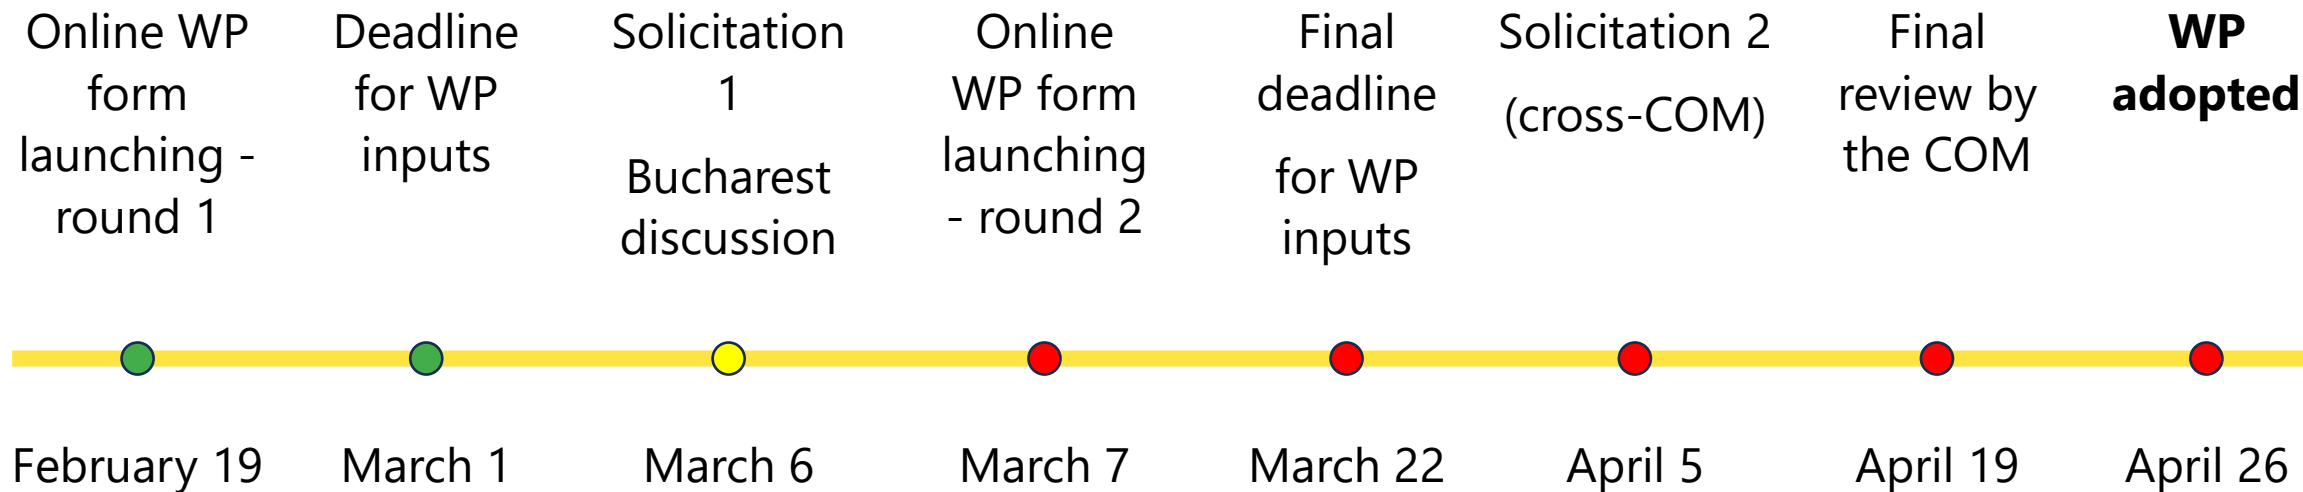 Online WP
form
launching -
round 1
Deadline
for WP
inputs
Solicitation
1
Bucharest
discussion
Online
WP form
launching
- round 2
Final
deadline
for WP
inputs
Solicitation 2
(cross-COM)
Final
review by
the COM
WP
adopted
February 19
March 1
March 6
March 7
March 22
April 5
April 19
April 26